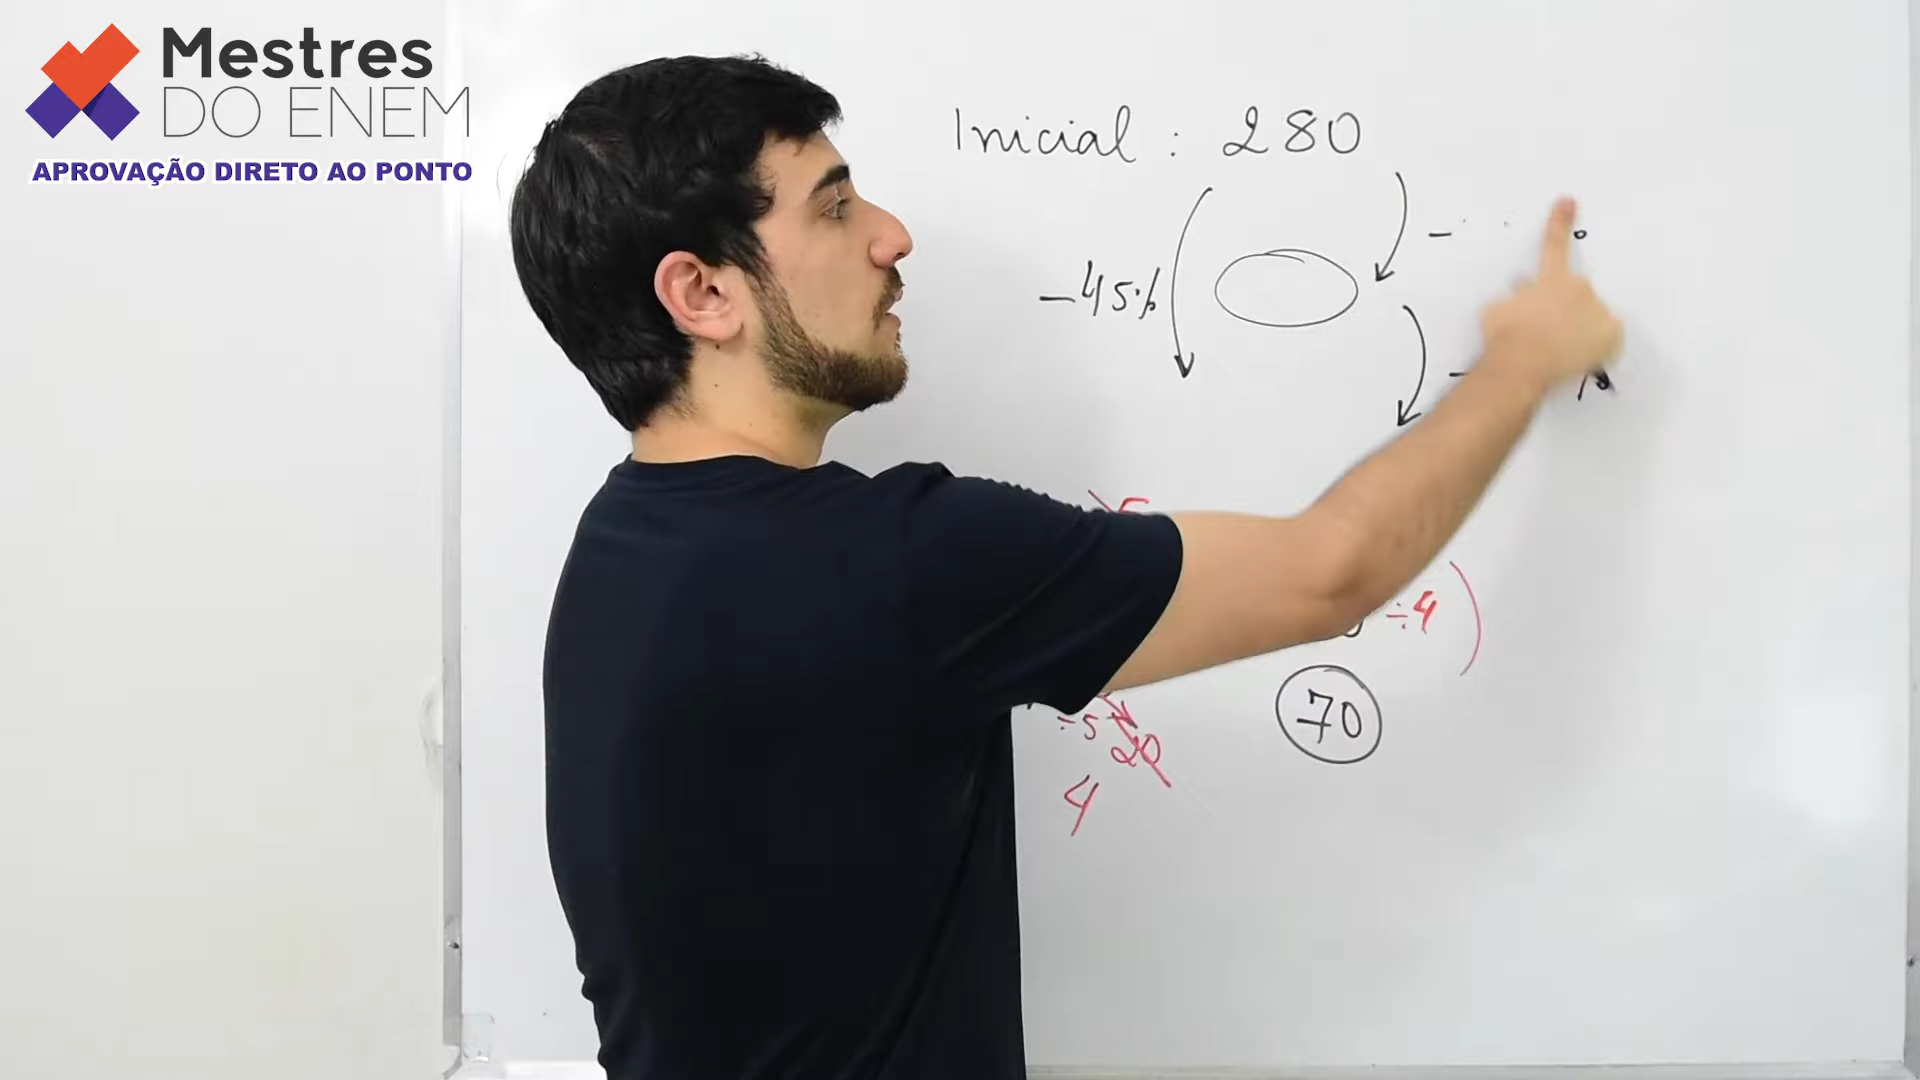 Mestres
DO ENEM
APROVAÇÃO DIRETO AO PONTO
Inicial : 280
-45%
÷4
70
÷5
20
4